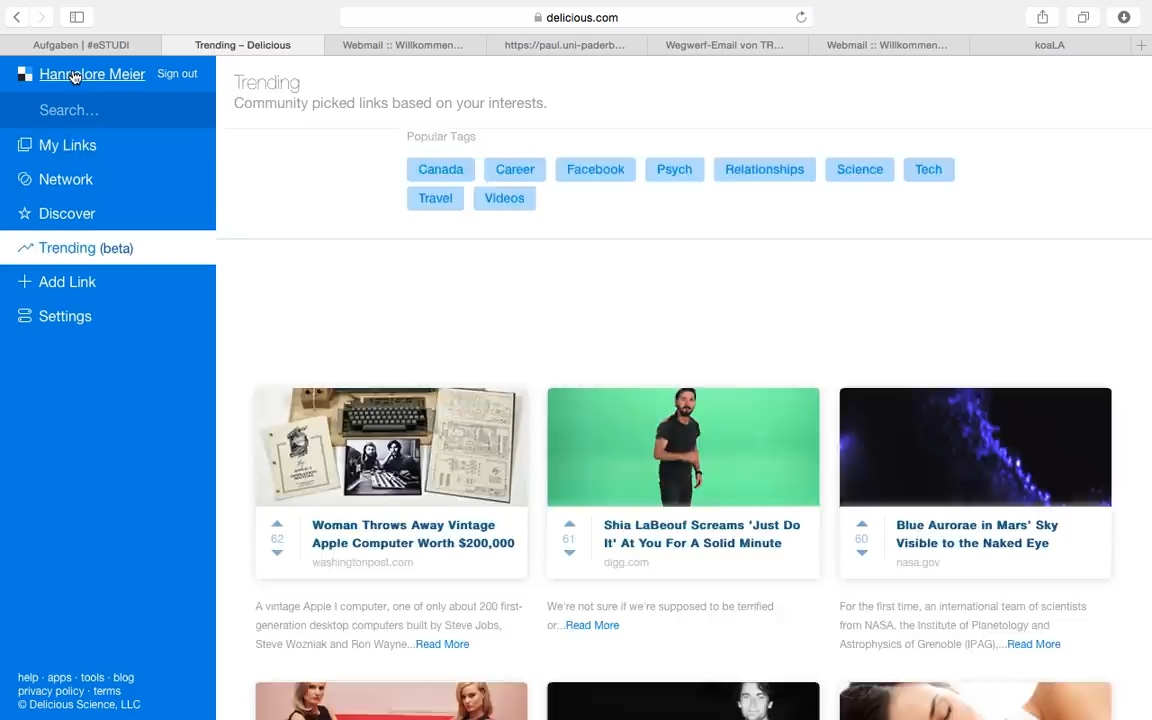 delicious.com
Aufgaben | #eSTUDI
Trending – Delicious
Webmail :: Willkommen...
https://paul.uni-paderb...
Wegwerf-Email von TR...
Webmail :: Willkommen...
koaLA
Hannelore Meier
Sign out
Search...
My Links
Network
Discover
Trending (beta)
Add Link
Settings
help · apps · tools · blog
privacy policy · terms
© Delicious Science, LLC
Trending
Community picked links based on your interests.
Popular Tags
Canada Career Facebook Psych Relationships Science Tech
Travel Videos
62
Woman Throws Away Vintage
Apple Computer Worth $200,000
washingtonpost.com
A vintage Apple I computer, one of only about 200 first-
generation desktop computers built by Steve Jobs,
Steve Wozniak and Ron Wayne...Read More
61
Shia LaBeouf Screams 'Just Do
It' At You For A Solid Minute
digg.com
We're not sure if we're supposed to be terrified
or...Read More
60
Blue Aurorae in Mars' Sky
Visible to the Naked Eye
nasa.gov
For the first time, an international team of scientists
from NASA, the Institute of Planetology and
Astrophysics of Grenoble (IPAG),...Read More